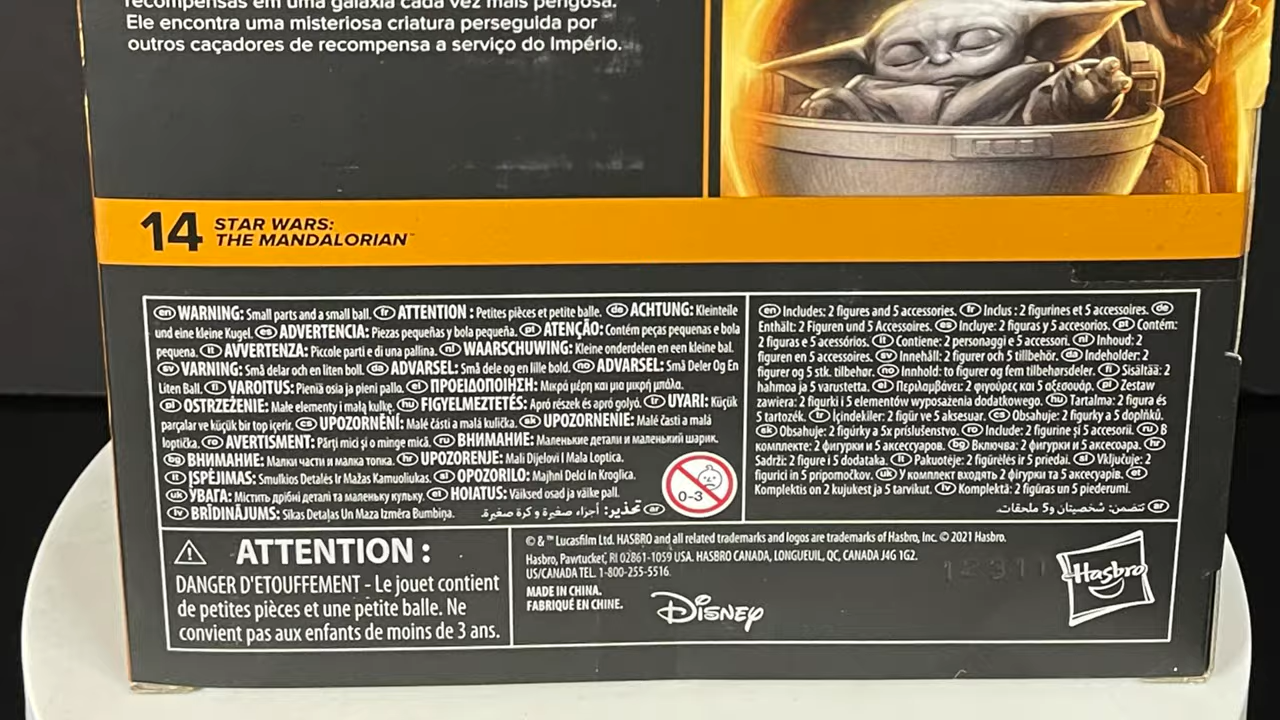 recompensas em uma galáxia cada vez mais perigosa.
Ele encontra uma misteriosa criatura perseguida por
outros caçadores de recompensa a serviço do Império.
14 STAR WARS:
THE MANDALORIAN™
en WARNING: Small parts and a small ball. fr ATTENTION : Petites pièces et petite balle. de ACHTUNG: Kleinteile
und eine kleine Kugel. es ADVERTENCIA: Piezas pequeñas y bola pequeña. pt ATENÇÃO: Contém peças pequenas e bola
pequena. it AVVERTENZA: Piccole parti e di una pallina. nl WAARSCHUWING: Kleine onderdelen en een kleine bal.
sv VARNING: Små delar och en liten boll. da ADVARSEL: Små dele og en lille bold. no ADVARSEL: Små Deler Og En
Liten Ball. fi VAROITUS: Pieniä osia ja pieni pallo. el ΠΡΟΕΙΔΟΠΟΙΗΣΗ: Μικρά μέρη και μια μικρή μπάλα.
pl OSTRZEŻENIE: Małe elementy i małą kulkę. hu FIGYELMEZTETÉS: Apró részek és apró golyó. tr UYARI: Küçük
parçalar ve küçük bir top içerir. cs UPOZORNĚNÍ: Malé části a malá kulička. sk UPOZORNENIE: Malé časti a malá
loptička. ro AVERTISMENT: Părți mici și o minge mică. ru ВНИМАНИЕ: Маленькие детали и маленький шарик.
bg ВНИМАНИЕ: Малки части и малка топка. hr UPOZORENJE: Mali Dijelovi I Mala Loptica.
lt ĮSPĖJIMAS: Smulkios Detalės Ir Mažas Kamuoliukas. sl OPOZORILO: Majhni Delci In Kroglica.
uk УВАГА: Містить дрібні деталі та маленьку кульку. et HOIATUS: Väiksed osad ja väike pall.
lv BRĪDINĀJUMS: Sīkas Detaļas Un Maza Izmēra Bumbiņa. ar تحذير: أجزاء صغيرة و كرة صغيرة.
0-3
en Includes: 2 figures and 5 accessories. fr Inclus : 2 figurines et 5 accessoires. de
Enthält: 2 Figuren und 5 Accessoires. es Incluye: 2 figuras y 5 accesorios. pt Contém:
2 figuras e 5 acessórios. it Contiene: 2 personaggi e 5 accessori. nl Inhoud: 2
figuren en 5 accessoires. sv Innehåll: 2 figurer och 5 tillbehör. da Indeholder: 2
figurer og 5 stk. tilbehør. no Innhold: to figurer og fem tilbehørsdeler. fi Sisältää: 2
hahmoa ja 5 varustetta. el Περιλαμβάνει: 2 φιγούρες και 5 αξεσουάρ. pl Zestaw
zawiera: 2 figurki i 5 elementów wyposażenia dodatkowego. hu Tartalma: 2 figura és
5 tartozék. tr İçindekiler: 2 figür ve 5 aksesuar. cs Obsahuje: 2 figurky a 5 doplňků.
sk Obsahuje: 2 figúrky a 5x príslušenstvo. ro Include: 2 figurine și 5 accesorii. ru В
комплекте: 2 фигурки и 5 аксессуаров. bg Включва: 2 фигурки и 5 аксесоара. hr
Sadrži: 2 figure i 5 dodataka. lt Pakuotėje: 2 figūrėlės ir 5 priedai. sl Vključuje: 2
figurici in 5 pripomočkov. uk У комплект входять 2 фігурки та 5 аксесуарів. et
Komplektis on 2 kujukest ja 5 tarvikut. lv Komplektā: 2 figūras un 5 piederumi.
ar تتضمن: شخصيتان و5 ملحقات.
ATTENTION :
DANGER D'ETOUFFEMENT - Le jouet contient
de petites pièces et une petite balle. Ne
convient pas aux enfants de moins de 3 ans.
© & ™ Lucasfilm Ltd. HASBRO and all related trademarks and logos are trademarks of Hasbro, Inc. © 2021 Hasbro.
Hasbro, Pawtucket, RI 02861-1059 USA. HASBRO CANADA, LONGUEUIL, QC, CANADA J4G 1G2.
US/CANADA TEL. 1-800-255-5516.
MADE IN CHINA.
FABRIQUÉ EN CHINE.
DISNEY
Hasbro